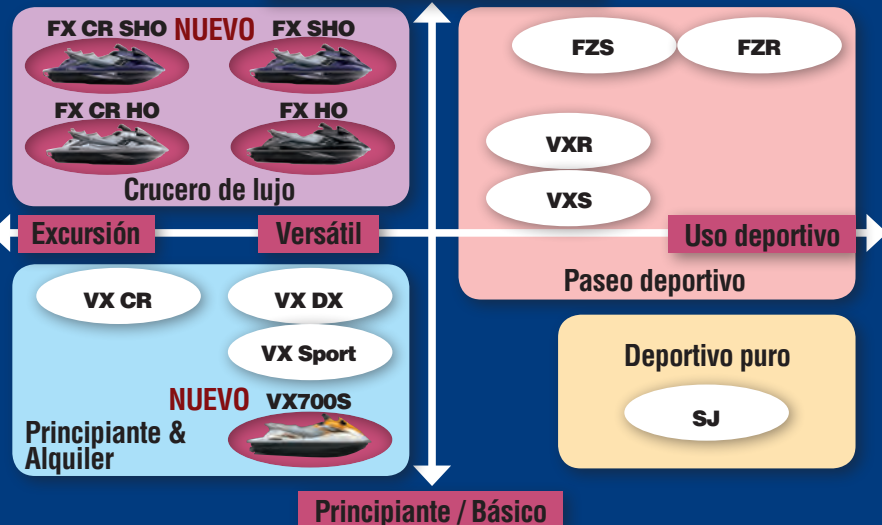 FX CR SHO NUEVO FX SHO
FX CR HO FX HO
Crucero de lujo
FZS FZR
VXR
VXS
Excursión Versátil Uso deportivo
Paseo deportivo
VX CR VX DX
VX Sport
NUEVO VX700S
Principiante &
Alquiler
Deportivo puro
SJ
Principiante / Básico